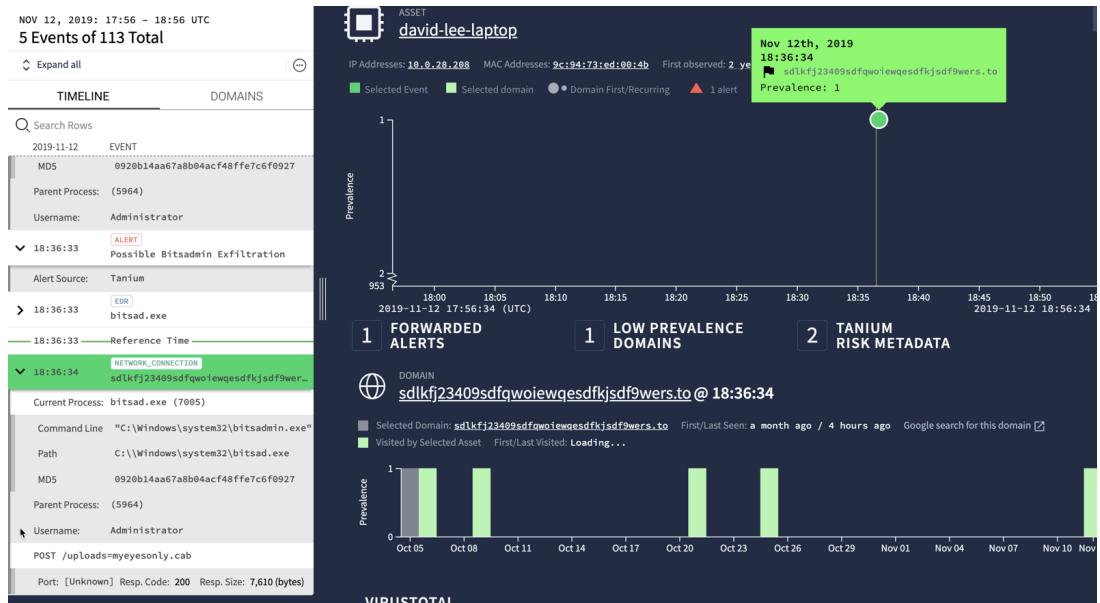 NOV 12, 2019: 17:56 – 18:56 UTC
5 Events of 113 Total
Expand all
TIMELINE
DOMAINS
Search Rows
2019-11-12 EVENT
MD5 0920b14aa67a8b04acf48ffe7c6f0927
Parent Process: (5964)
Username: Administrator
18:36:33 ALERT
Possible Bitsadmin Exfiltration
Alert Source: Tanium
18:36:33 EDR
bitsad.exe
18:36:33 Reference Time
18:36:34 NETWORK_CONNECTION
sdlkfj23409sdfqwoiewqesdfkjsdf9wer…
Current Process: bitsad.exe (7005)
Command Line "C:\Windows\system32\bitsadmin.exe"
Path C:\\Windows\system32\bitsad.exe
MD5 0920b14aa67a8b04acf48ffe7c6f0927
Parent Process: (5964)
Username: Administrator
POST /uploads=myeyesonly.cab
Port: [Unknown] Resp. Code: 200 Resp. Size: 7,610 (bytes)
ASSET
david-lee-laptop
IP Addresses: 10.0.28.208 MAC Addresses: 9c:94:73:ed:00:4b First observed: 2 ye
Selected Event Selected domain Domain First/Recurring 1 alert
Nov 12th, 2019
18:36:34
sdlkfj23409sdfqwoiewqesdfkjsdf9wers.to
Prevalence: 1
Prevalence
1
2
953
18:00 18:05 18:10 18:15 18:20 18:25 18:30 18:35 18:40 18:45 18:50 18
2019-11-12 17:56:34 (UTC) 2019-11-12 18:56:34
1 FORWARDED ALERTS
1 LOW PREVALENCE DOMAINS
2 TANIUM RISK METADATA
DOMAIN
sdlkfj23409sdfqwoiewqesdfkjsdf9wers.to @ 18:36:34
Selected Domain: sdlkfj23409sdfqwoiewqesdfkjsdf9wers.to First/Last Seen: a month ago / 4 hours ago Google search for this domain
Visited by Selected Asset First/Last Visited: Loading...
Prevalence
1
0
Oct 05 Oct 08 Oct 11 Oct 14 Oct 17 Oct 20 Oct 23 Oct 26 Oct 29 Nov 01 Nov 04 Nov 07 Nov 10 Nov
VIRUSTOTAL